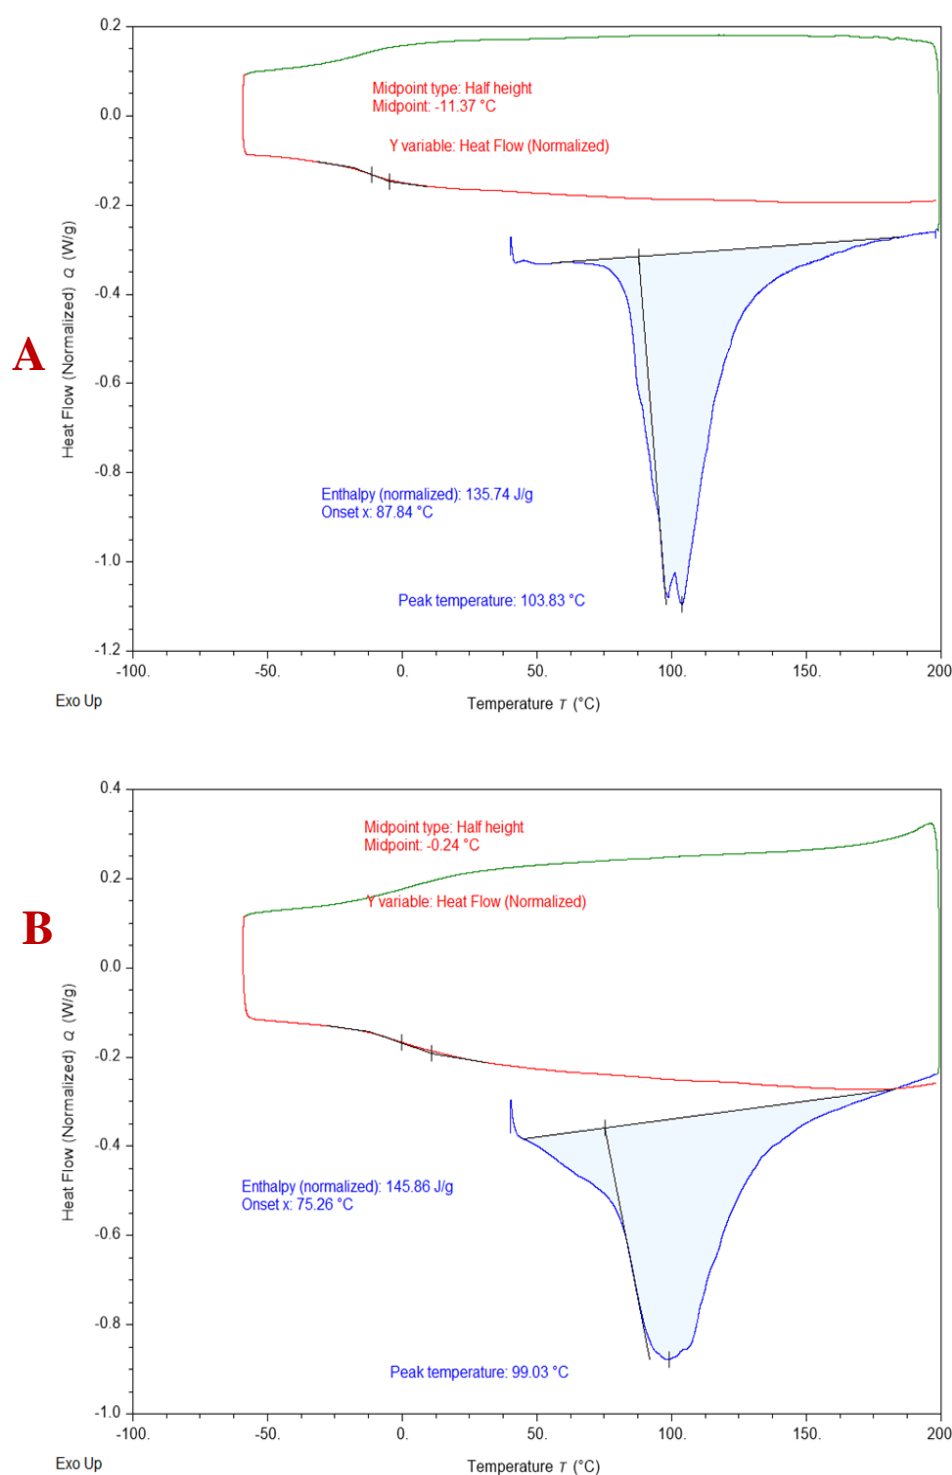 A
Heat Flow (Normalized) Q (W/g)
0.2
0.0
-0.2
-0.4
-0.6
-0.8
-1.0
-1.2
Midpoint type: Half height
Midpoint: -11.37 °C
Y variable: Heat Flow (Normalized)
Enthalpy (normalized): 135.74 J/g
Onset x: 87.84 °C
Peak temperature: 103.83 °C
-100. -50. 0. 50. 100. 150. 200
Exo Up
Temperature T (°C)
B
Heat Flow (Normalized) Q (W/g)
0.4
0.2
0.0
-0.2
-0.4
-0.6
-0.8
-1.0
Midpoint type: Half height
Midpoint: -0.24 °C
Y variable: Heat Flow (Normalized)
Enthalpy (normalized): 145.86 J/g
Onset x: 75.26 °C
Peak temperature: 99.03 °C
-100. -50. 0. 50. 100. 150. 200
Exo Up
Temperature T (°C)